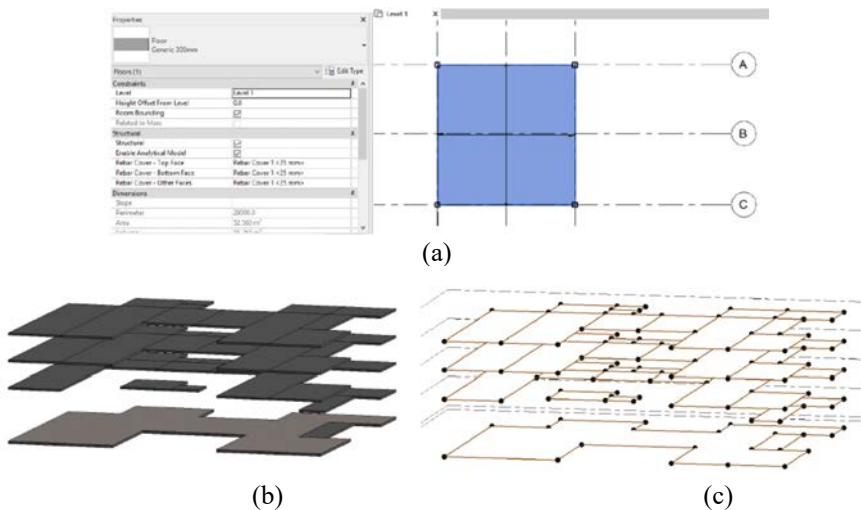 Properties
Level 1
Floor
Generic 300mm
Floors (1)
Edit Type
Constraints
Level
Level 1
Height Offset From Level
0.0
Room Bounding
Related to Mass
Structural
Structural
Enable Analytical Model
Rebar Cover - Top Face
Rebar Cover 1 <25 mm>
Rebar Cover - Bottom Face
Rebar Cover 1 <25 mm>
Rebar Cover - Other Faces
Rebar Cover 1 <25 mm>
Dimensions
Slope
Perimeter
Area
A
B
C
(a)
(b)
(c)